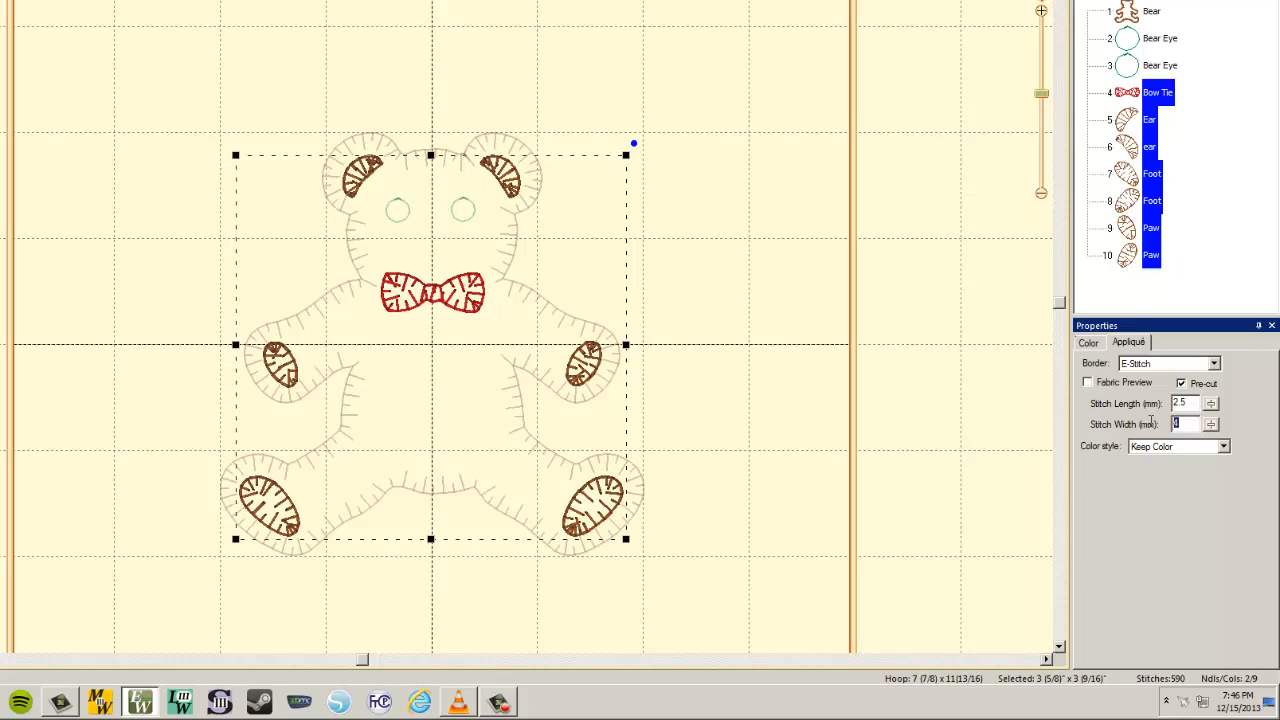 1 Bear
2 Bear Eye
3 Bear Eye
4 Bow Tie
5 Ear
6 ear
7 Foot
8 Foot
9 Paw
10 Paw
Properties
Color Appliqué
Border: E-Stitch
Fabric Preview Pre-cut
Stitch Length (mm): 2.5
Stitch Width (mm): 4
Color style: Keep Color
Hoop: 7 (7/8) x 11(13/16) Selected: 3 (5/8)" x 3 (9/16)" Stitches:590 Ndls/Cols: 2/9
7:46 PM
12/15/2013